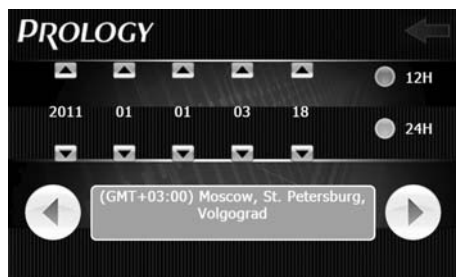 PROLOGY
12H
2011 01 01 03 18
24H
(GMT+03:00) Moscow, St. Petersburg,
Volgograd